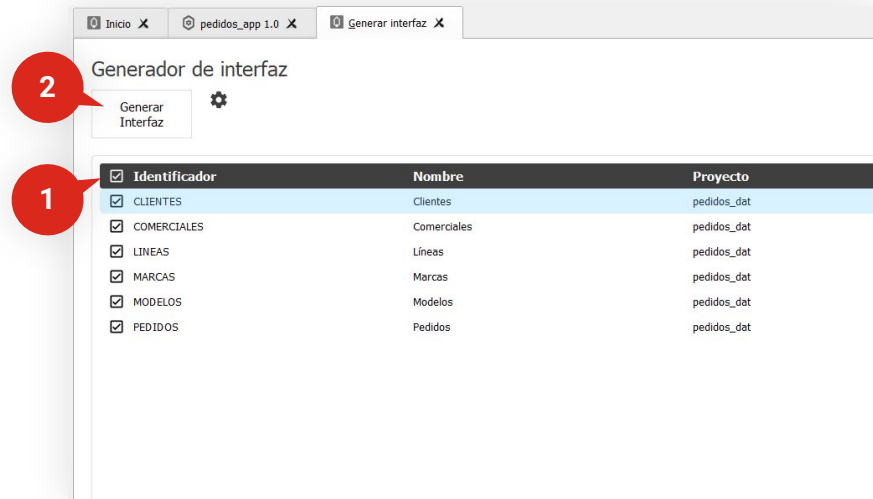 Inicio
pedidos_app 1.0
Generar interfaz
Generador de interfaz
2
Generar
Interfaz
1
Identificador Nombre Proyecto
CLIENTES Clientes pedidos_dat
COMERCIALES Comerciales pedidos_dat
LINEAS Líneas pedidos_dat
MARCAS Marcas pedidos_dat
MODELOS Modelos pedidos_dat
PEDIDOS Pedidos pedidos_dat